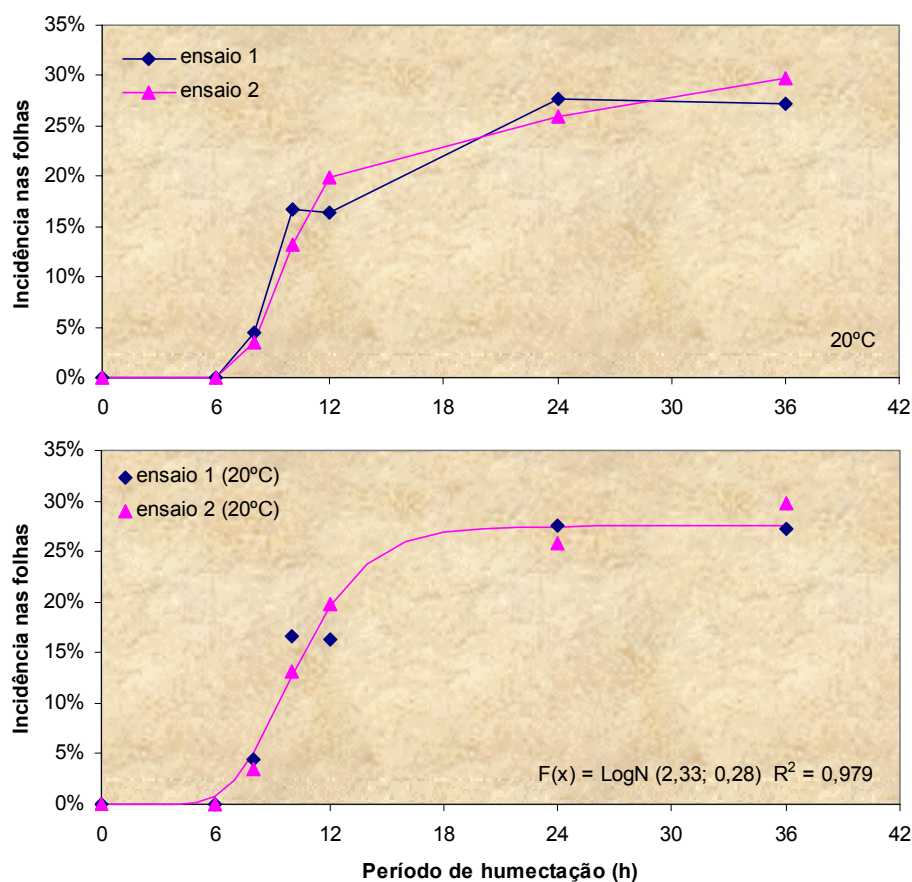 35%
30%
25%
20%
15%
10%
5%
0%
Incidência nas folhas
ensaio 1
ensaio 2
20ºC
0 6 12 18 24 30 36 42
35%
30%
25%
20%
15%
10%
5%
0%
Incidência nas folhas
ensaio 1 (20ºC)
ensaio 2 (20ºC)
F(x) = LogN (2,33; 0,28) R² = 0,979
0 6 12 18 24 30 36 42
Período de humectação (h)